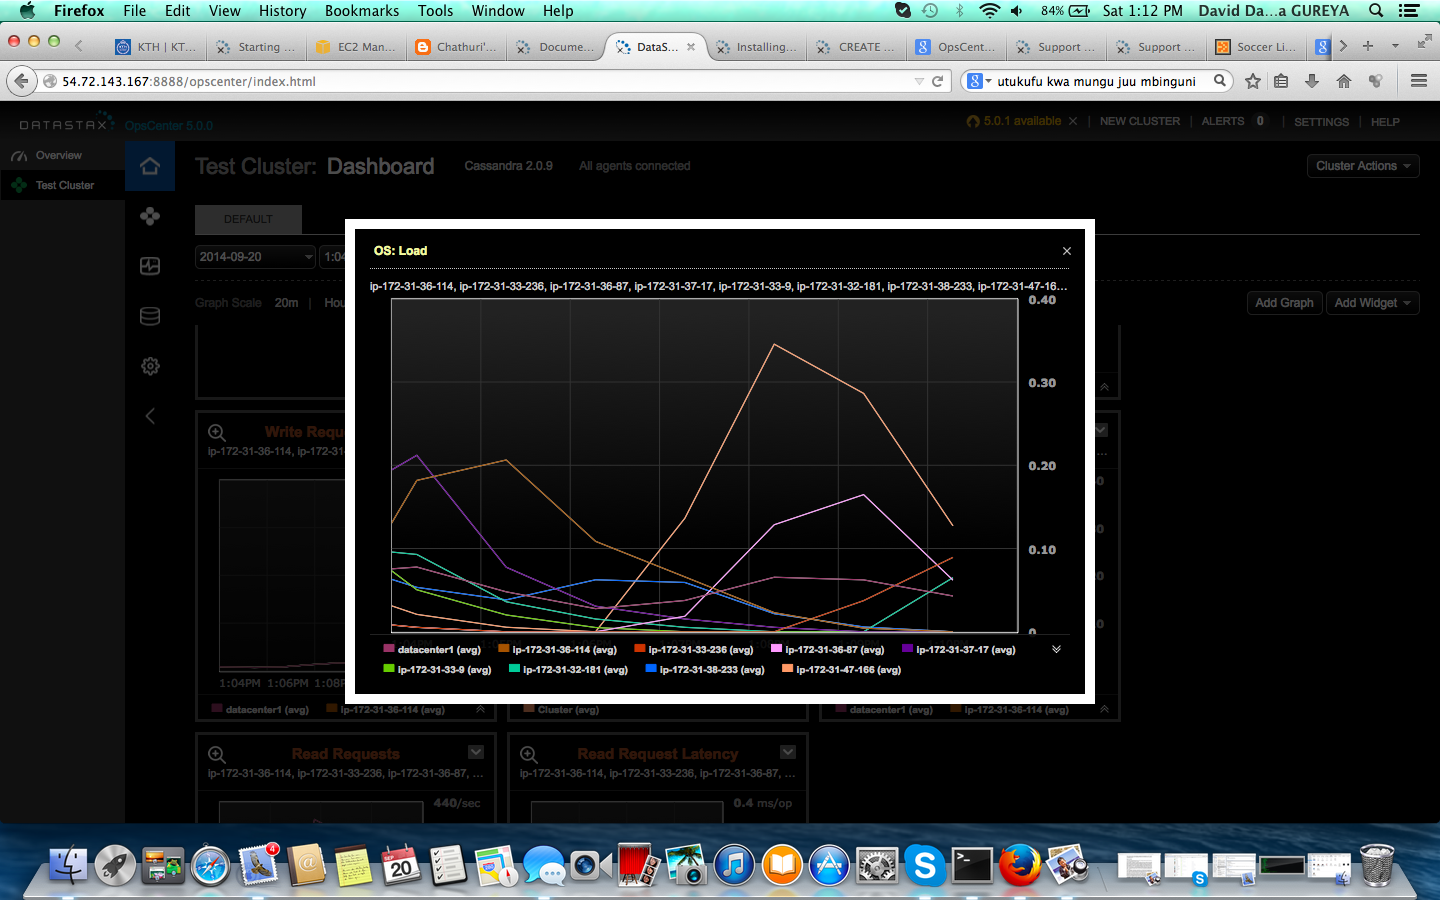 Firefox File Edit View History Bookmarks Tools Window Help 84% Sat 1:12 PM David Da...a GUREYA
KTH | KT... Starting ... EC2 Man... Chathuri'... Docume... DataS... Installing... CREATE ... OpsCent... Support ... Support ... Soccer Li...
54.72.143.167:8888/opscenter/index.html utukufu kwa mungu juu mbinguni
DATASTAX OpsCenter 5.0.0 5.0.1 available NEW CLUSTER | ALERTS 0 | SETTINGS | HELP
Overview
Test Cluster
Test Cluster: Dashboard Cassandra 2.0.9 All agents connected Cluster Actions
DEFAULT
2014-09-20 1:04
Graph Scale 20m | Hou
Add Graph Add Widget
OS: Load
ip-172-31-36-114, ip-172-31-33-236, ip-172-31-36-87, ip-172-31-37-17, ip-172-31-33-9, ip-172-31-32-181, ip-172-31-38-233, ip-172-31-47-16...
0.40
0.30
0.20
0.10
0
datacenter1 (avg) ip-172-31-36-114 (avg) ip-172-31-33-236 (avg) ip-172-31-36-87 (avg) ip-172-31-37-17 (avg)
ip-172-31-33-9 (avg) ip-172-31-32-181 (avg) ip-172-31-38-233 (avg) ip-172-31-47-166 (avg)
Write Requ
ip-172-31-36-114, ip-172-31
1:04PM 1:06PM 1:08P
datacenter1 (avg) ip-172-31-36-114 (avg)
Cluster (avg)
datacenter1 (avg) ip-172-31-36-114 (avg)
Read Requests
ip-172-31-36-114, ip-172-31-33-236, ip-172-31-36-87, ...
440/sec
Read Request Latency
ip-172-31-36-114, ip-172-31-33-236, ip-172-31-36-87, ...
0.4 ms/op
4
SEP
20